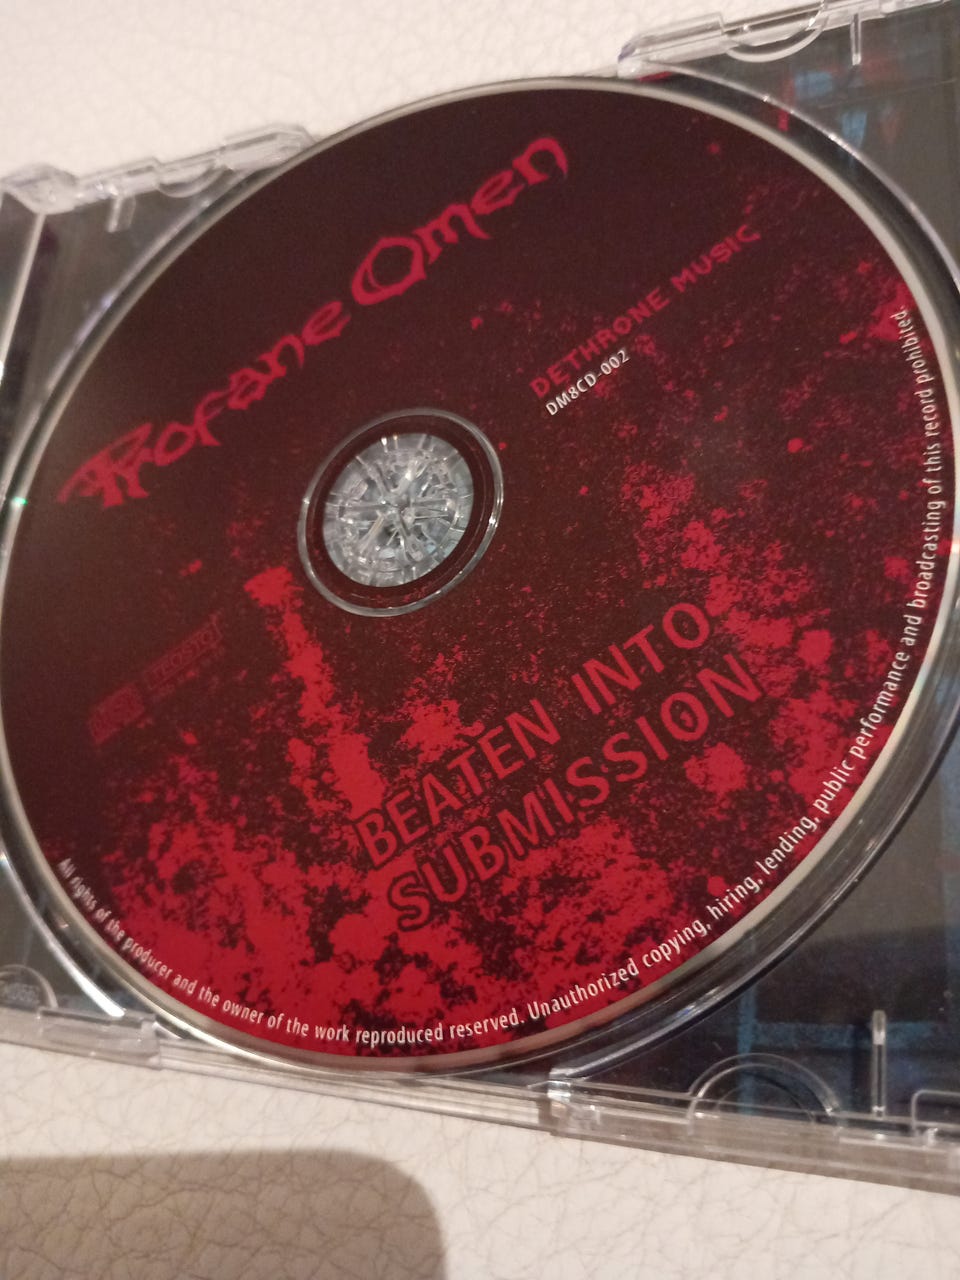 Profane Omen
DETHRONE MUSIC
DM8CD-002
BEATEN INTO
SUBMISSION
All rights of the producer and the owner of the work reproduced reserved. Unauthorized copying, hiring, lending, public performance and broadcasting of this record prohibited.